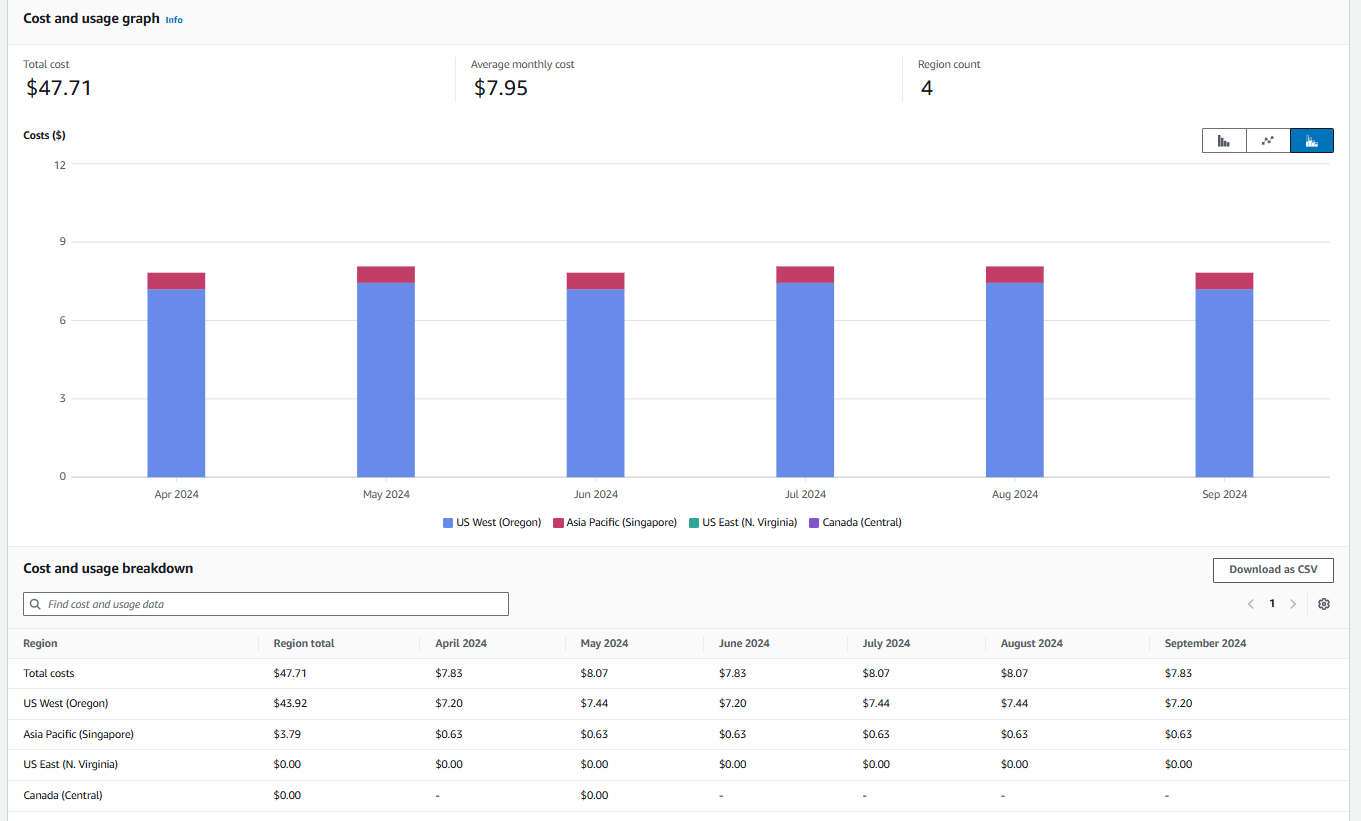 Cost and usage graph Info
Total cost Average monthly cost Region count
$47.71 $7.95 4
Costs ($)
12
9
6
3
0
Apr 2024 May 2024 Jun 2024 Jul 2024 Aug 2024 Sep 2024
US West (Oregon) Asia Pacific (Singapore) US East (N. Virginia) Canada (Central)
Cost and usage breakdown Download as CSV
Find cost and usage data 1
Region Region total April 2024 May 2024 June 2024 July 2024 August 2024 September 2024
Total costs $47.71 $7.83 $8.07 $7.83 $8.07 $8.07 $7.83
US West (Oregon) $43.92 $7.20 $7.44 $7.20 $7.44 $7.44 $7.20
Asia Pacific (Singapore) $3.79 $0.63 $0.63 $0.63 $0.63 $0.63 $0.63
US East (N. Virginia) $0.00 $0.00 $0.00 $0.00 $0.00 $0.00 $0.00
Canada (Central) $0.00 - $0.00 - - - -